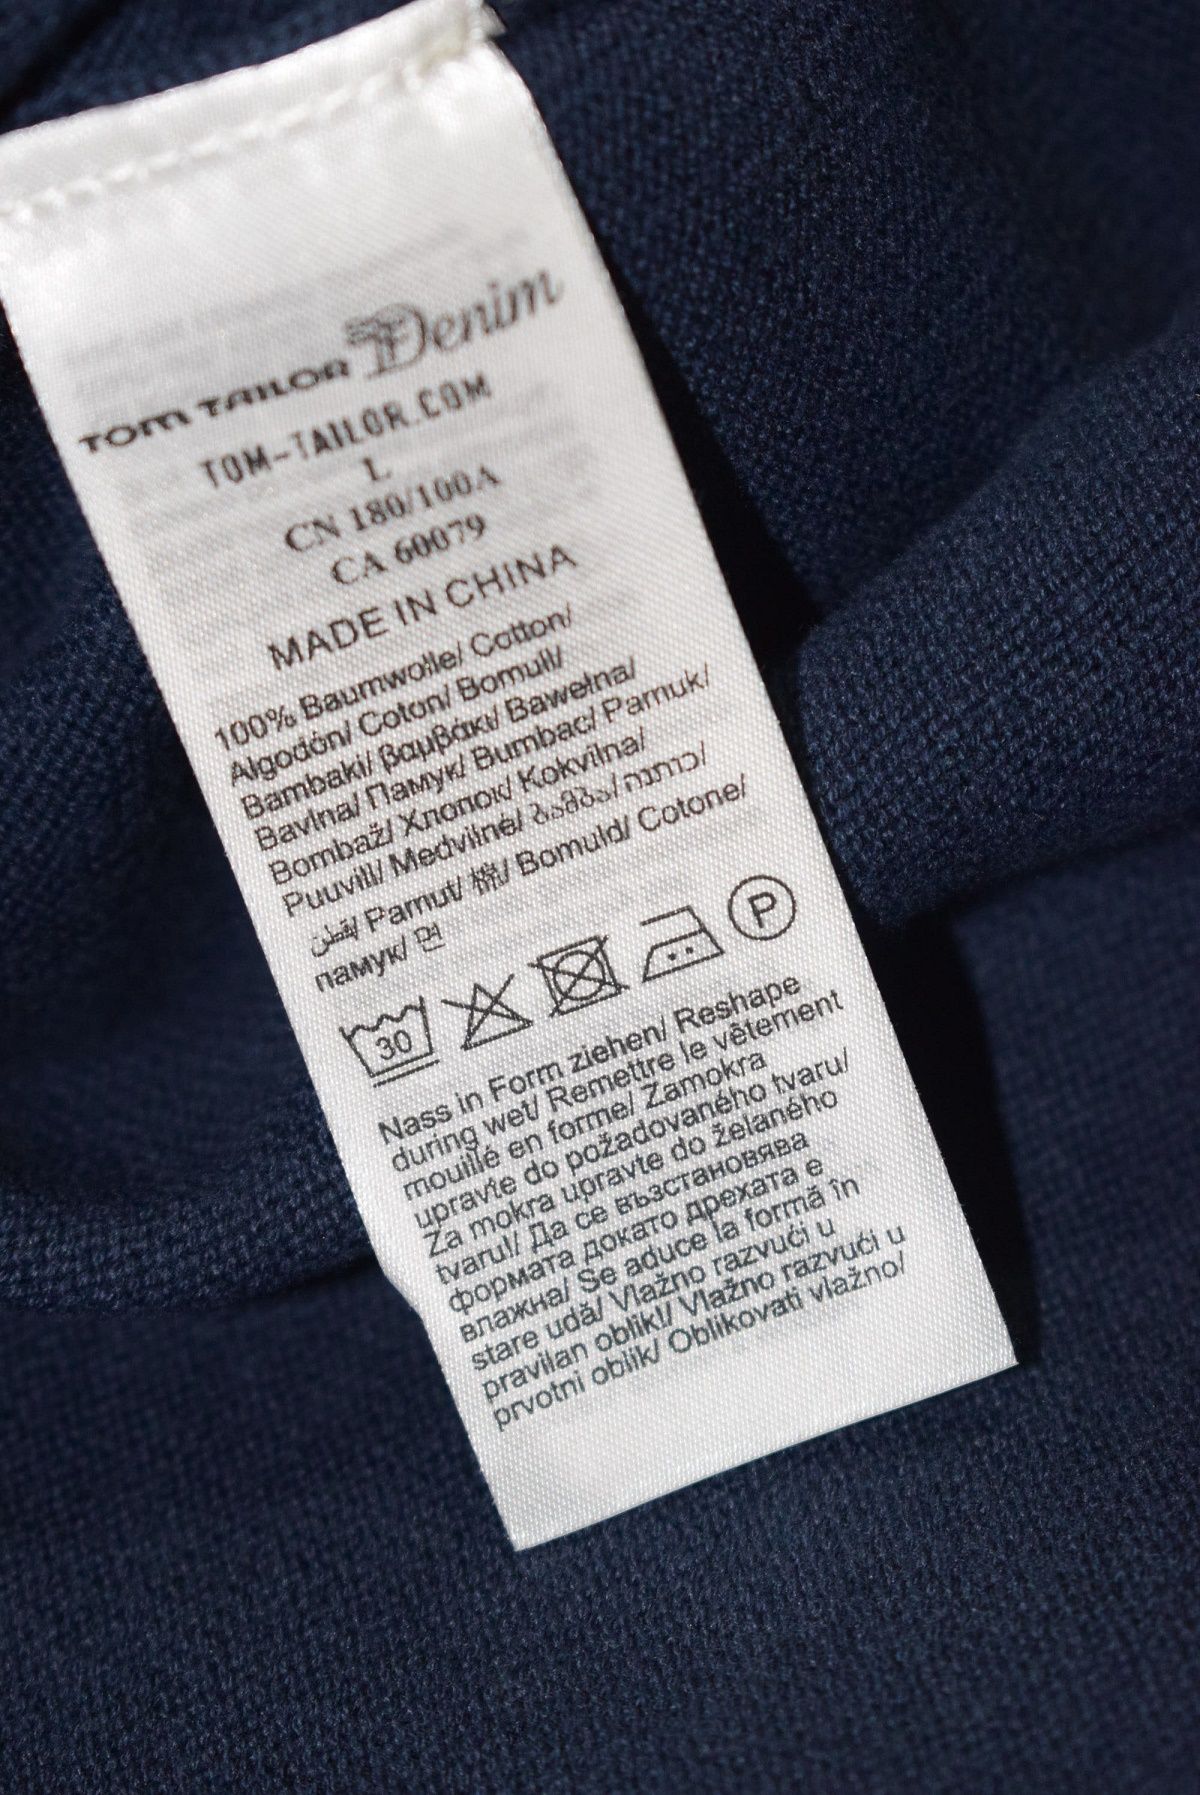 TOM TAILOR Denim
TOM-TAILOR.COM
L
CN 180/100A
CA 60079
MADE IN CHINA
100% Baumwolle/ Cotton/
Algodón/ Coton/ Bomull/
Bambaki/ βαμβάκι/ Bawełna/
Bavlna/ Памук/ Bumbac/ Pamuk/
Bombaž/ Хлопок/ Kokvilna/
Puuvill/ Medvilnė/ ბამბა/ כותנה/
قطن/ Pamut/ 棉/ Bomuld/ Cotone/
памук/ 면
30 P
Nass in Form ziehen/ Reshape
during wet/ Remettre le vêtement
mouillé en forme/ Zamokra
upravte do požadovaného tvaru/
Za mokra upravte do želaného
tvaru!/ Да се възстановява
формата докато дрехата е
влажна/ Se aduce la formă în
stare udă/ Vlažno razvući u
pravilan oblik!/ Vlažno razvući u
prvotni oblik/ Oblikovati vlažno/